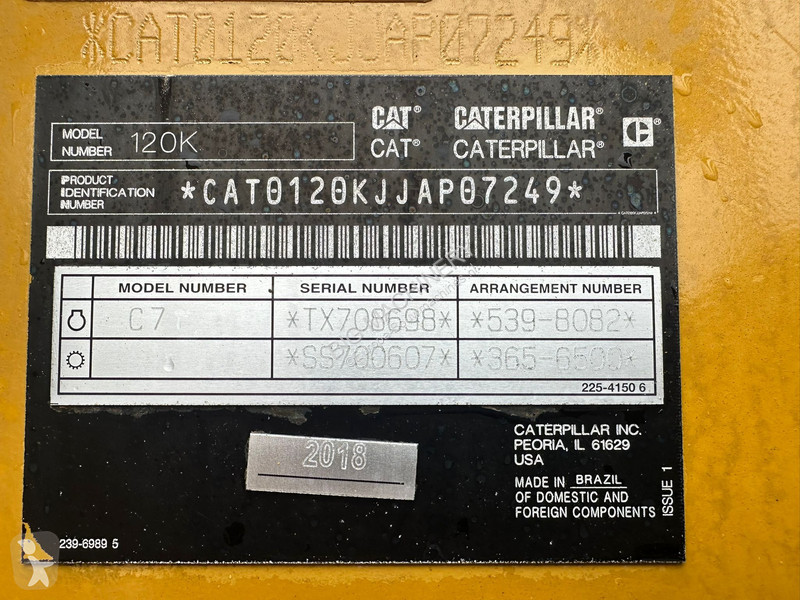 *CAT0120KJJAP07249*
MODEL NUMBER 120K
CAT® CATERPILLAR®
CAT® CATERPILLAR®
PRODUCT IDENTIFICATION NUMBER *CAT0120KJJAP07249*
MODEL NUMBER SERIAL NUMBER ARRANGEMENT NUMBER
C7 *TX708698* *539-8082*
*SS700607* *365-6500*
225-4150 6
2018
CATERPILLAR INC.
PEORIA, IL 61629
USA
MADE IN BRAZIL
OF DOMESTIC AND
FOREIGN COMPONENTS
ISSUE 1
239-6989 5